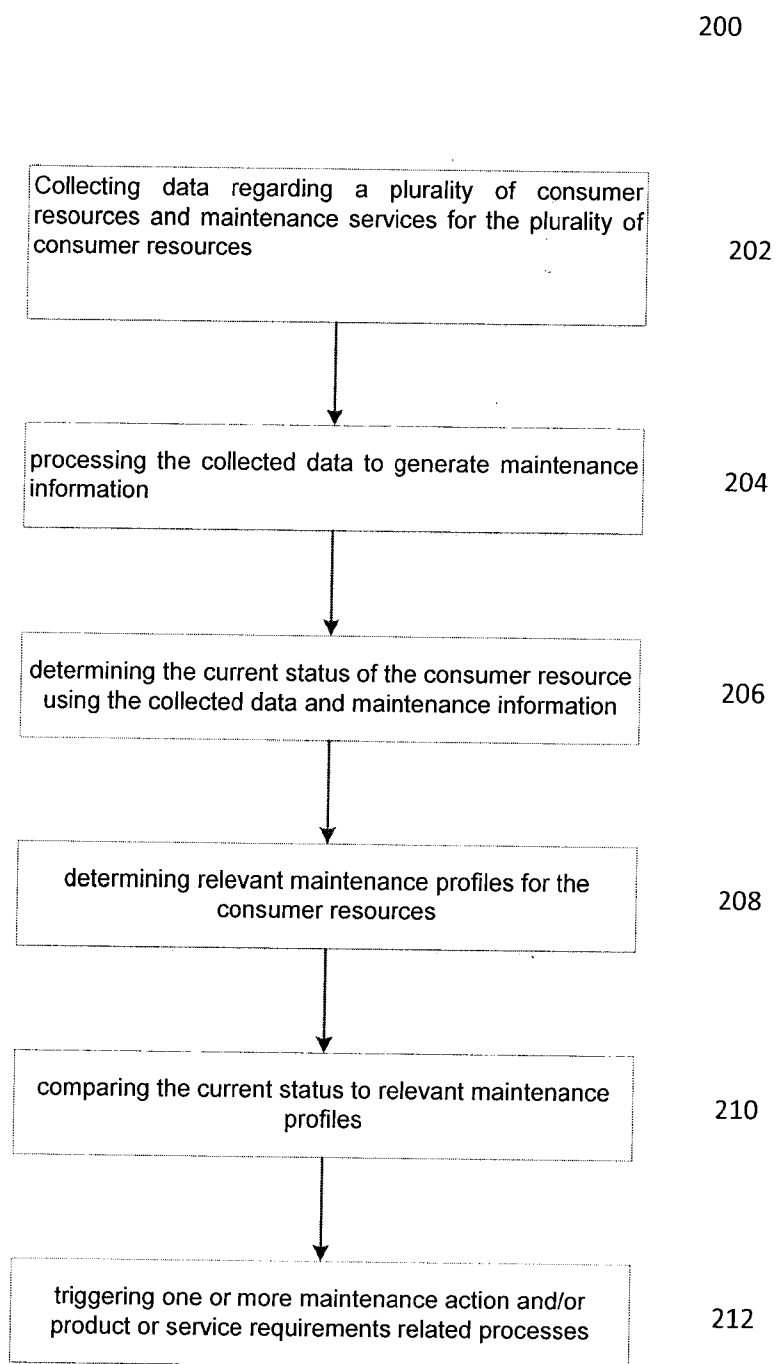 200
Collecting data regarding a plurality of consumer
resources and maintenance services for the plurality of
consumer resources
202
processing the collected data to generate maintenance
information
204
determining the current status of the consumer resource
using the collected data and maintenance information
206
determining relevant maintenance profiles for the
consumer resources
208
comparing the current status to relevant maintenance
profiles
210
triggering one or more maintenance action and/or
product or service requirements related processes
212